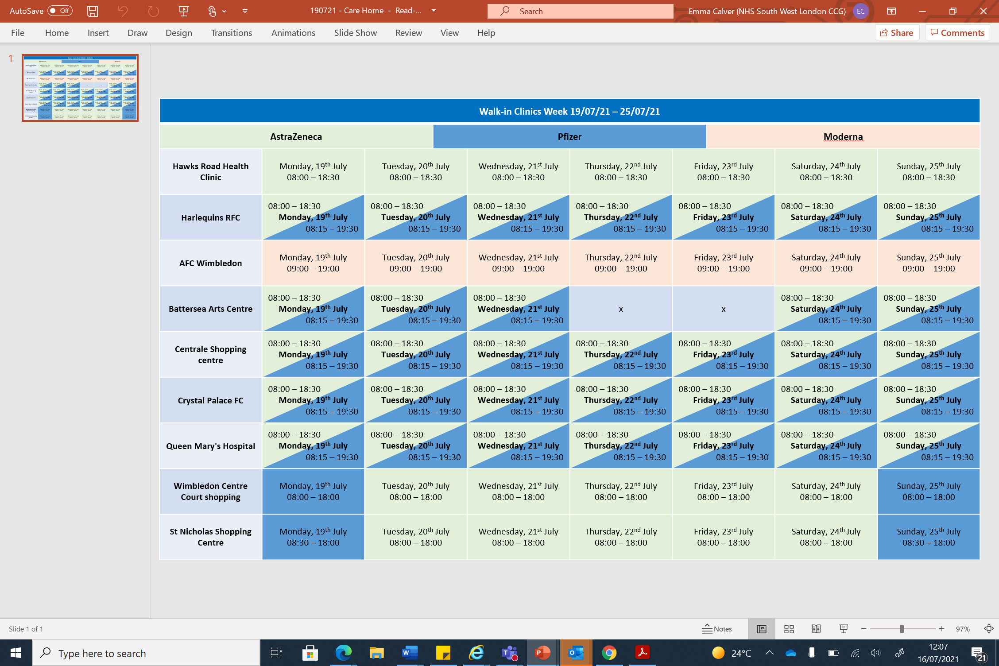 AutoSave Off
190721 - Care Home - Read-...
Search
Emma Calver (NHS South West London CCG) EC
File Home Insert Draw Design Transitions Animations Slide Show Review View Help
Share Comments
1
Walk-in Clinics Week 19/07/21 – 25/07/21
AstraZeneca Pfizer Moderna
Hawks Road Health Clinic
Monday, 19th July 08:00 – 18:30
Tuesday, 20th July 08:00 – 18:30
Wednesday, 21st July 08:00 – 18:30
Thursday, 22nd July 08:00 – 18:30
Friday, 23rd July 08:00 – 18:30
Saturday, 24th July 08:00 – 18:30
Sunday, 25th July 08:00 – 18:30
Harlequins RFC
08:00 – 18:30 Monday, 19th July 08:15 – 19:30
08:00 – 18:30 Tuesday, 20th July 08:15 – 19:30
08:00 – 18:30 Wednesday, 21st July 08:15 – 19:30
08:00 – 18:30 Thursday, 22nd July 08:15 – 19:30
08:00 – 18:30 Friday, 23rd July 08:15 – 19:30
08:00 – 18:30 Saturday, 24th July 08:15 – 19:30
08:00 – 18:30 Sunday, 25th July 08:15 – 19:30
AFC Wimbledon
Monday, 19th July 09:00 – 19:00
Tuesday, 20th July 09:00 – 19:00
Wednesday, 21st July 09:00 – 19:00
Thursday, 22nd July 09:00 – 19:00
Friday, 23rd July 09:00 – 19:00
Saturday, 24th July 09:00 – 19:00
Sunday, 25th July 09:00 – 19:00
Battersea Arts Centre
08:00 – 18:30 Monday, 19th July 08:15 – 19:30
08:00 – 18:30 Tuesday, 20th July 08:15 – 19:30
08:00 – 18:30 Wednesday, 21st July 08:15 – 19:30
x
x
08:00 – 18:30 Saturday, 24th July 08:15 – 19:30
08:00 – 18:30 Sunday, 25th July 08:15 – 19:30
Centrale Shopping centre
08:00 – 18:30 Monday, 19th July 08:15 – 19:30
08:00 – 18:30 Tuesday, 20th July 08:15 – 19:30
08:00 – 18:30 Wednesday, 21st July 08:15 – 19:30
08:00 – 18:30 Thursday, 22nd July 08:15 – 19:30
08:00 – 18:30 Friday, 23rd July 08:15 – 19:30
08:00 – 18:30 Saturday, 24th July 08:15 – 19:30
08:00 – 18:30 Sunday, 25th July 08:15 – 19:30
Crystal Palace FC
08:00 – 18:30 Monday, 19th July 08:15 – 19:30
08:00 – 18:30 Tuesday, 20th July 08:15 – 19:30
08:00 – 18:30 Wednesday, 21st July 08:15 – 19:30
08:00 – 18:30 Thursday, 22nd July 08:15 – 19:30
08:00 – 18:30 Friday, 23rd July 08:15 – 19:30
08:00 – 18:30 Saturday, 24th July 08:15 – 19:30
08:00 – 18:30 Sunday, 25th July 08:15 – 19:30
Queen Mary's Hospital
08:00 – 18:30 Monday, 19th July 08:15 – 19:30
08:00 – 18:30 Tuesday, 20th July 08:15 – 19:30
08:00 – 18:30 Wednesday, 21st July 08:15 – 19:30
08:00 – 18:30 Thursday, 22nd July 08:15 – 19:30
08:00 – 18:30 Friday, 23rd July 08:15 – 19:30
08:00 – 18:30 Saturday, 24th July 08:15 – 19:30
08:00 – 18:30 Sunday, 25th July 08:15 – 19:30
Wimbledon Centre Court shopping
Monday, 19th July 08:00 – 18:00
Tuesday, 20th July 08:00 – 18:00
Wednesday, 21st July 08:00 – 18:00
Thursday, 22nd July 08:00 – 18:00
Friday, 23rd July 08:00 – 18:00
Saturday, 24th July 08:00 – 18:00
Sunday, 25th July 08:00 – 18:00
St Nicholas Shopping Centre
Monday, 19th July 08:30 – 18:00
Tuesday, 20th July 08:00 – 18:00
Wednesday, 21st July 08:00 – 18:00
Thursday, 22nd July 08:00 – 18:00
Friday, 23rd July 08:00 – 18:00
Saturday, 24th July 08:00 – 18:00
Sunday, 25th July 08:30 – 18:00
Slide 1 of 1
Notes
97%
Type here to search
24°C
12:07
16/07/2021
21